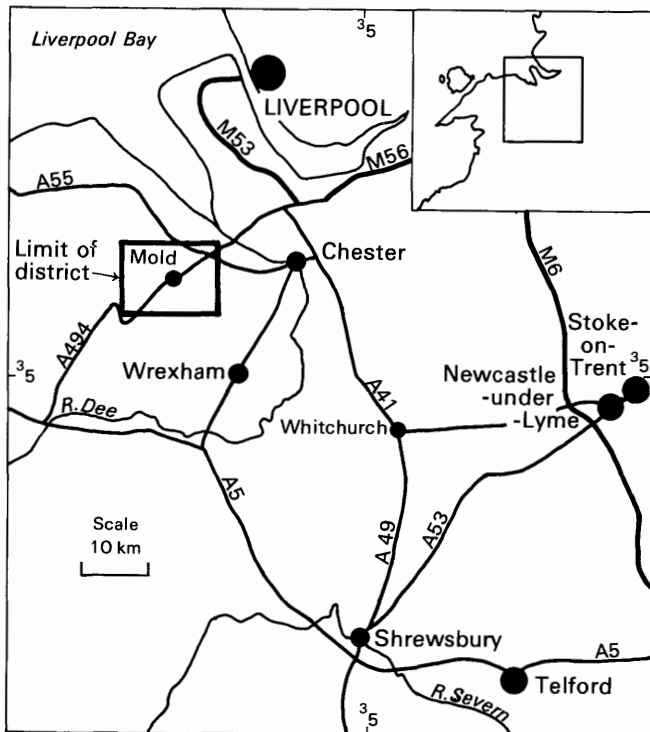 ³5
Liverpool Bay
LIVERPOOL
M53
M56
A55
Limit of
district
Mold
Chester
M6
A494
Stoke-
on-
Trent
³5
³5
Wrexham
A41
Newcastle
-under
-Lyme
R.Dee
Whitchurch
A5
Scale
10 km
A 49
A53
Shrewsbury
A5
Telford
R.Severn
³5